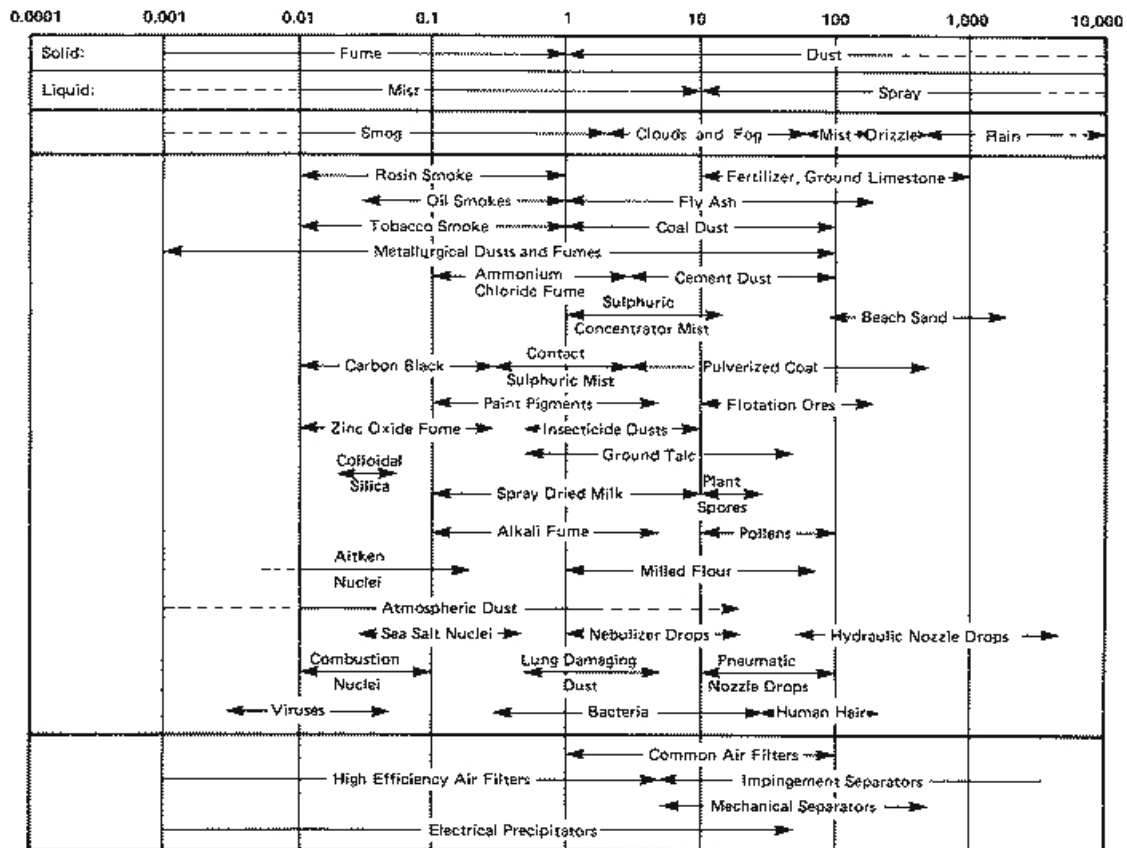 0.0001 0.001 0.01 0.1 1 10 100 1,000 10,000
Solid: Fume Dust
Liquid: Mist Spray
Smog Clouds and Fog Mist Drizzle Rain
Rosin Smoke Fertilizer, Ground Limestone
Oil Smokes Fly Ash
Tobacco Smoke Coal Dust
Metallurgical Dusts and Fumes
Ammonium Cement Dust
Chloride Fume
Sulphuric Beach Sand
Concentrator Mist
Contact
Carbon Black Pulverized Coat
Sulphuric Mist
Paint Pigments Flotation Ores
Zinc Oxide Fume Insecticide Dusts
Ground Talc
Colloidal
Silica Plant
Spray Dried Milk
Spores
Alkali Fume Pollens
Aitken
Milled Flour
Nuclei
Atmospheric Dust
Sea Salt Nuclei Nebulizer Drops Hydraulic Nozzle Drops
Combustion Lung Damaging Pneumatic
Nuclei Dust Nozzle Drops
Viruses Bacteria Human Hair
Common Air Filters
High Efficiency Air Filters Impingement Separators
Mechanical Separators
Electrical Precipitators